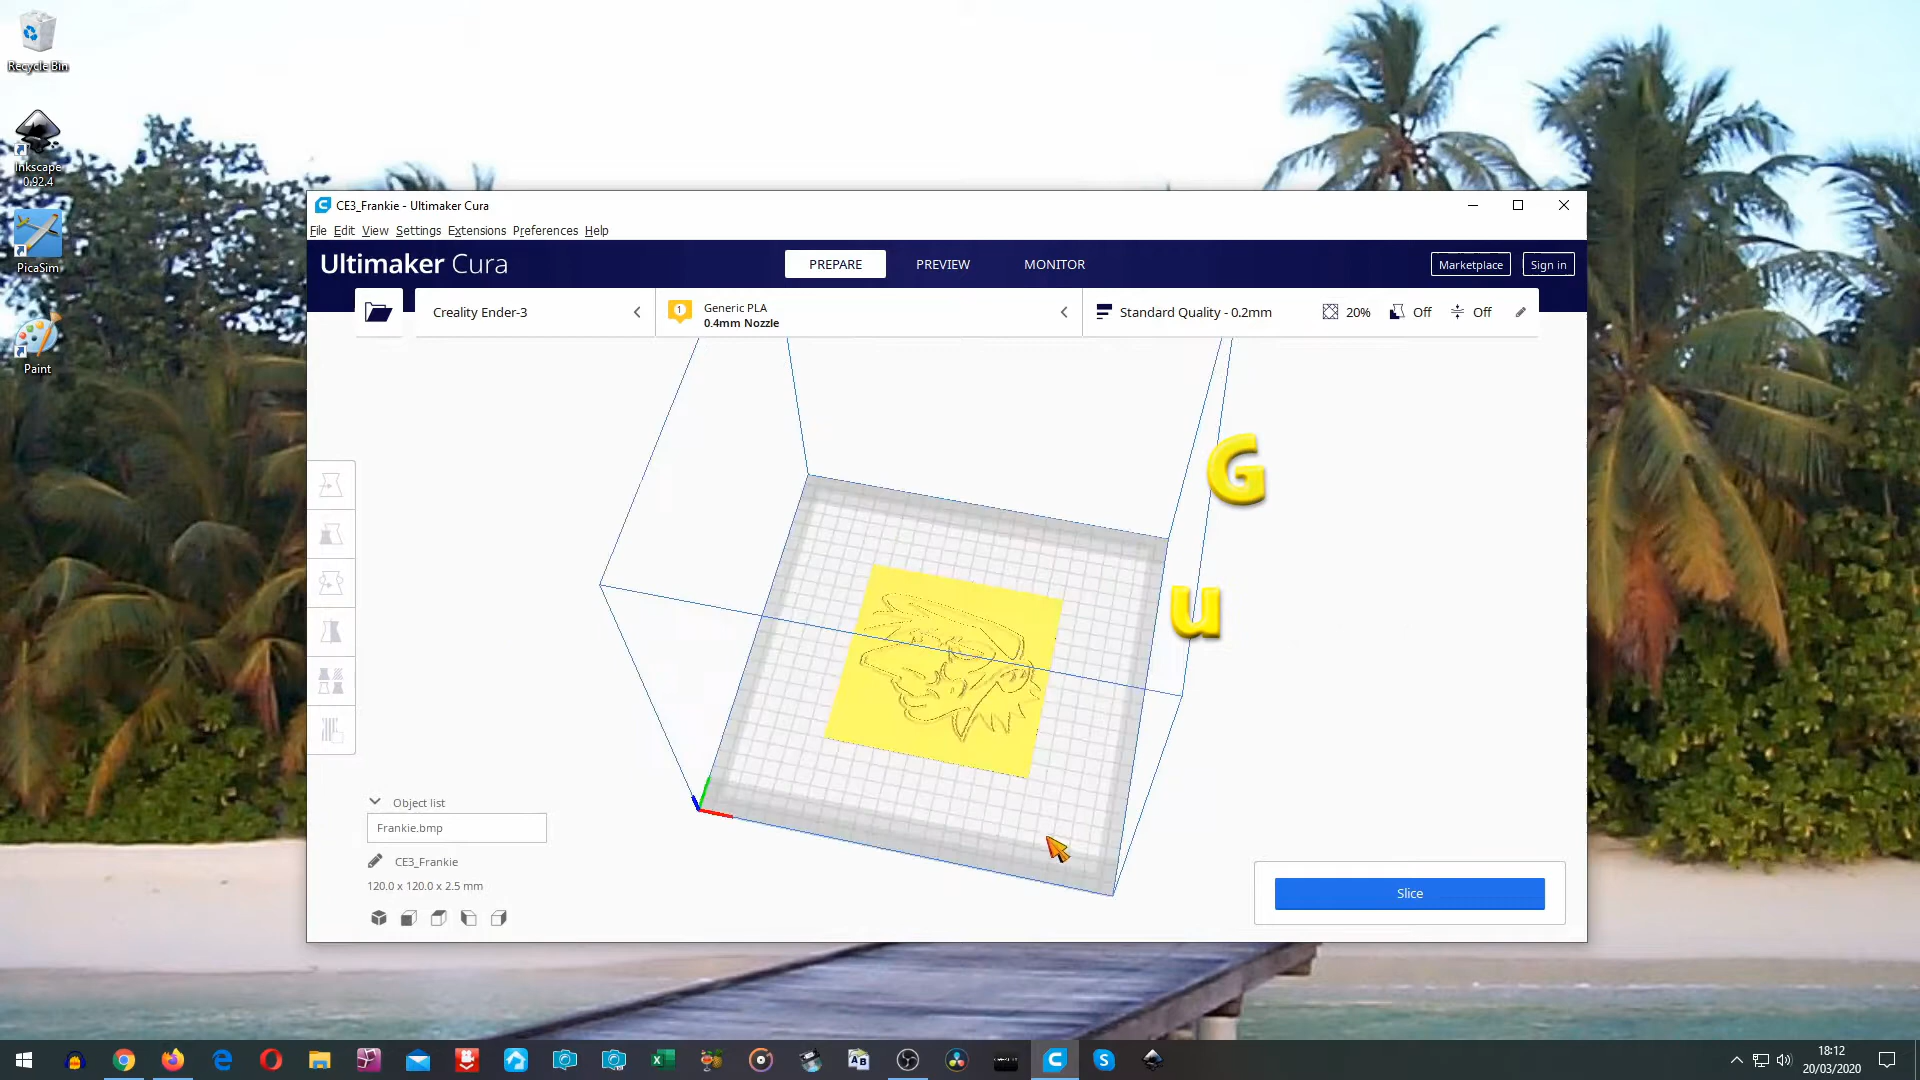 Recycle Bin
Inkscape
0.92.4
PicaSim
Paint
CE3_Frankie - Ultimaker Cura
File Edit View Settings Extensions Preferences Help
Ultimaker Cura
PREPARE PREVIEW MONITOR
Marketplace Sign in
Creality Ender-3
1
Generic PLA
0.4mm Nozzle
Standard Quality - 0.2mm 20% Off Off
G
u
Object list
Frankie.bmp
CE3_Frankie
120.0 x 120.0 x 2.5 mm
Slice
18:12
20/03/2020